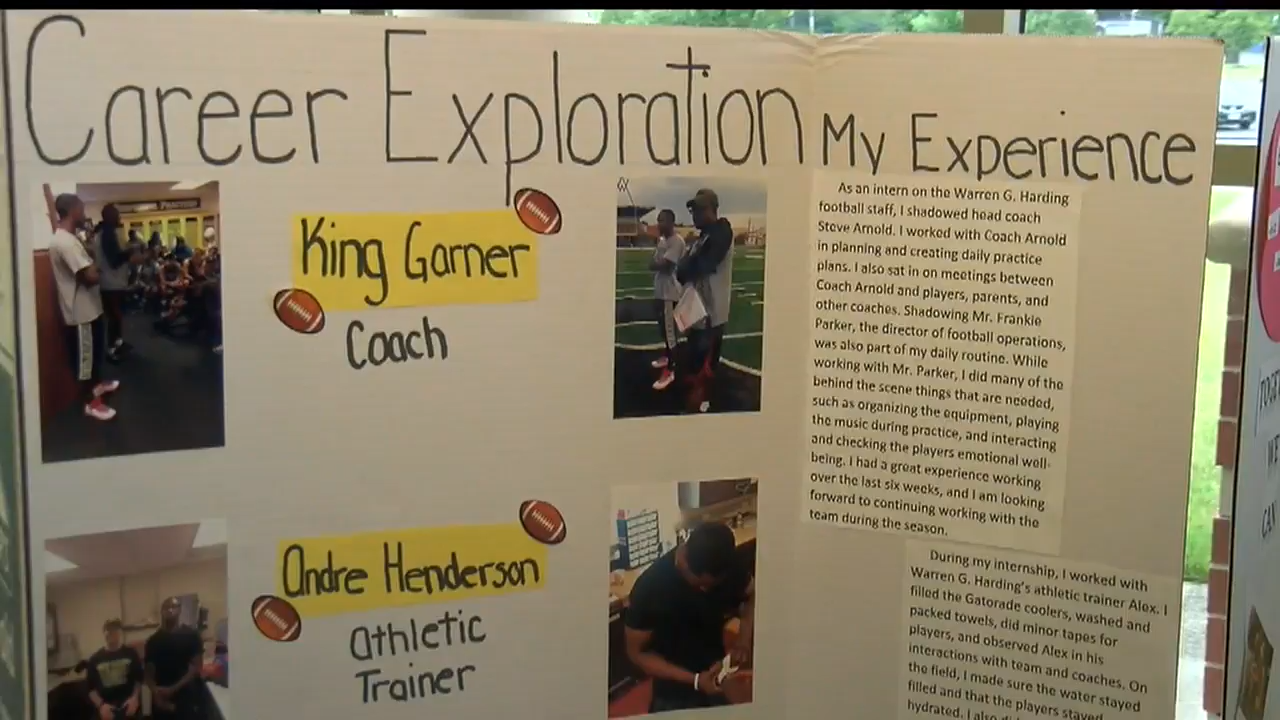 Career Exploration
King Garner
Coach
Andre Henderson
Athletic
Trainer
My Experience
As an intern on the Warren G. Harding
football staff, I shadowed head coach
Steve Arnold. I worked with Coach Arnold
in planning and creating daily practice
plans. I also sat in on meetings between
Coach Arnold and players, parents, and
other coaches. Shadowing Mr. Frankie
Parker, the director of football operations,
was also part of my daily routine. While
working with Mr. Parker, I did many of the
behind the scene things that are needed,
such as organizing the equipment, playing
the music during practice, and interacting
and checking the players emotional well-
being. I had a great experience working
over the last six weeks, and I am looking
forward to continuing working with the
team during the season.
During my internship, I worked with
Warren G. Harding's athletic trainer Alex. I
filled the Gatorade coolers, washed and
packed towels, did minor tapes for
players, and observed Alex in his
interactions with team and coaches. On
the field, I made sure the water stayed
filled and that the players stayed
hydrated. I also
WE